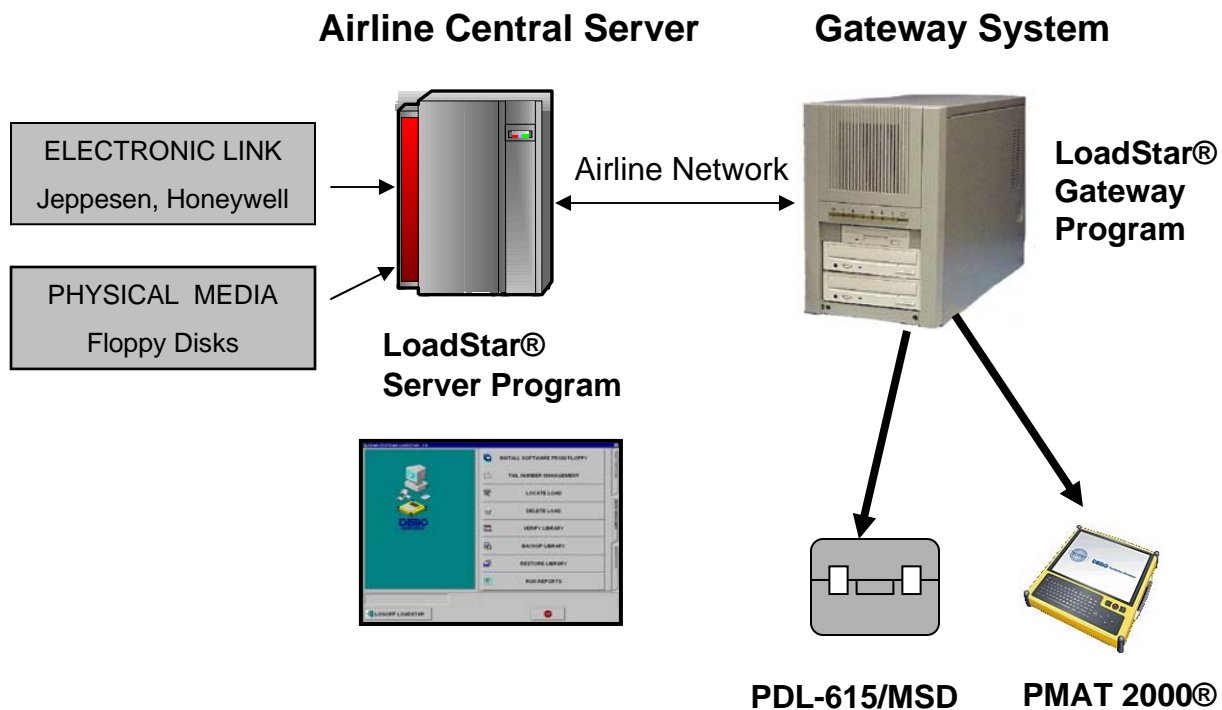 Airline Central Server
Gateway System
ELECTRONIC LINK
Jeppesen, Honeywell
PHYSICAL MEDIA
Floppy Disks
Airline Network
LoadStar®
Gateway
Program
LoadStar®
Server Program
INSTALL SOFTWARE FROM FLOPPY
TAIL NUMBER MANAGEMENT
LOCATE LOAD
DELETE LOAD
VERIFY LIBRARY
BACKUP LIBRARY
RESTORE LIBRARY
RUN REPORTS
DEMO
LOGOFF LOADSTAR
DEMO
PDL-615/MSD
PMAT 2000®